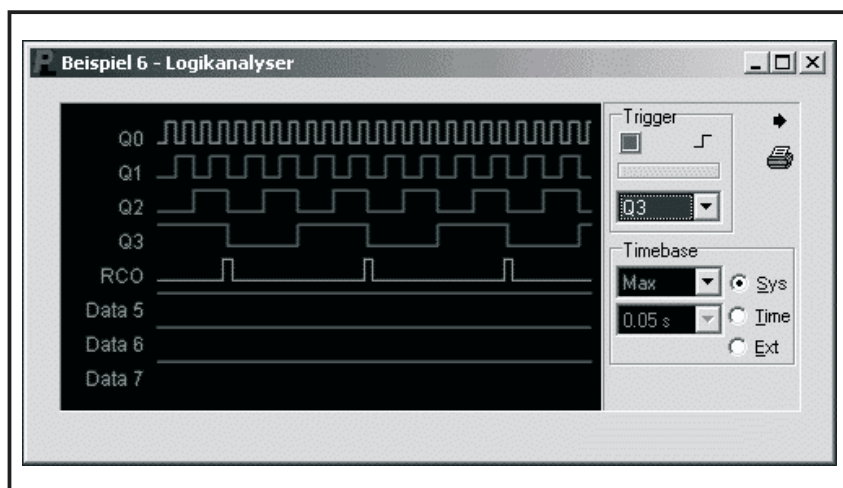 Beispiel 6 - Logikanalyser
Q0
Q1
Q2
Q3
RCO
Data 5
Data 6
Data 7
Trigger
Q3
Timebase
Max
Sys
0.05 s
Time
Ext